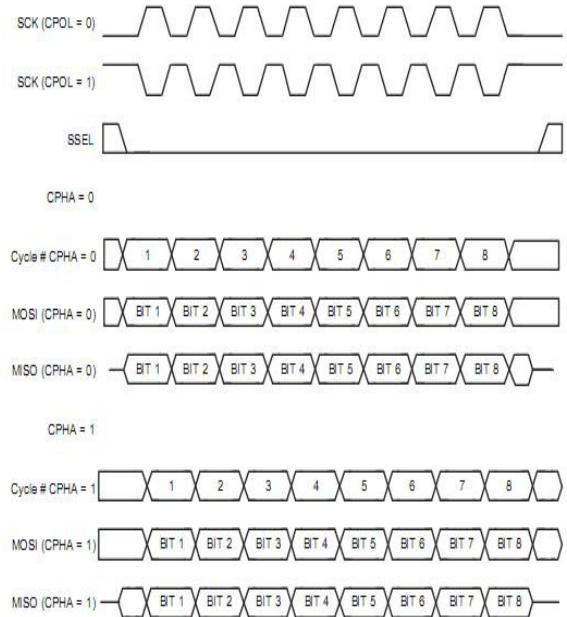 SCK (CPOL = 0)
SCK (CPOL = 1)
SSEL
CPHA = 0
Cycle # CPHA = 0 1 2 3 4 5 6 7 8
MOSI (CPHA = 0) BIT 1 BIT 2 BIT 3 BIT 4 BIT 5 BIT 6 BIT 7 BIT 8
MISO (CPHA = 0) BIT 1 BIT 2 BIT 3 BIT 4 BIT 5 BIT 6 BIT 7 BIT 8
CPHA = 1
Cycle # CPHA = 1 1 2 3 4 5 6 7 8
MOSI (CPHA = 1) BIT 1 BIT 2 BIT 3 BIT 4 BIT 5 BIT 6 BIT 7 BIT 8
MISO (CPHA = 1) BIT 1 BIT 2 BIT 3 BIT 4 BIT 5 BIT 6 BIT 7 BIT 8